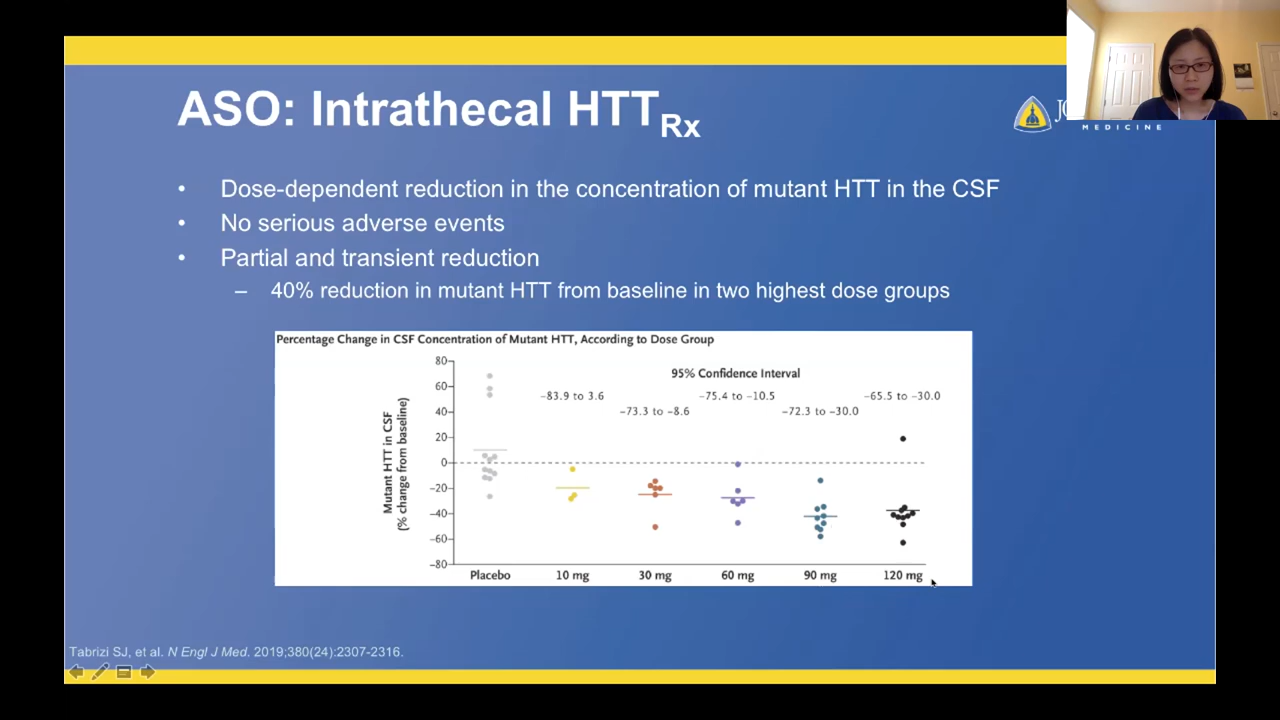 ASO: Intrathecal HTTRx
MEDICINE
• Dose-dependent reduction in the concentration of mutant HTT in the CSF
• No serious adverse events
• Partial and transient reduction
– 40% reduction in mutant HTT from baseline in two highest dose groups
Percentage Change in CSF Concentration of Mutant HTT, According to Dose Group
95% Confidence Interval
−83.9 to 3.6
−73.3 to −8.6
−75.4 to −10.5
−72.3 to −30.0
−65.5 to −30.0
Mutant HTT in CSF
(% change from baseline)
80
60
40
20
0
−20
−40
−60
−80
Placebo
10 mg
30 mg
60 mg
90 mg
120 mg
Tabrizi SJ, et al. N Engl J Med. 2019;380(24):2307-2316.